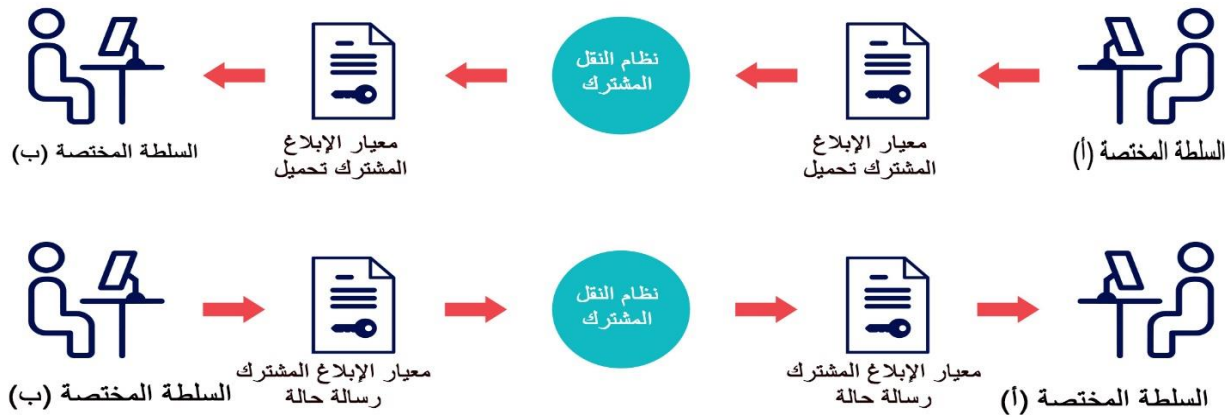 السلطة المختصة (أ)
معيار الإبلاغ
المشترك تحميل
نظام النقل
المشترك
معيار الإبلاغ
المشترك تحميل
السلطة المختصة (ب)
السلطة المختصة (أ)
معيار الإبلاغ المشترك
رسالة حالة
نظام النقل
المشترك
معيار الإبلاغ المشترك
رسالة حالة
السلطة المختصة (ب)